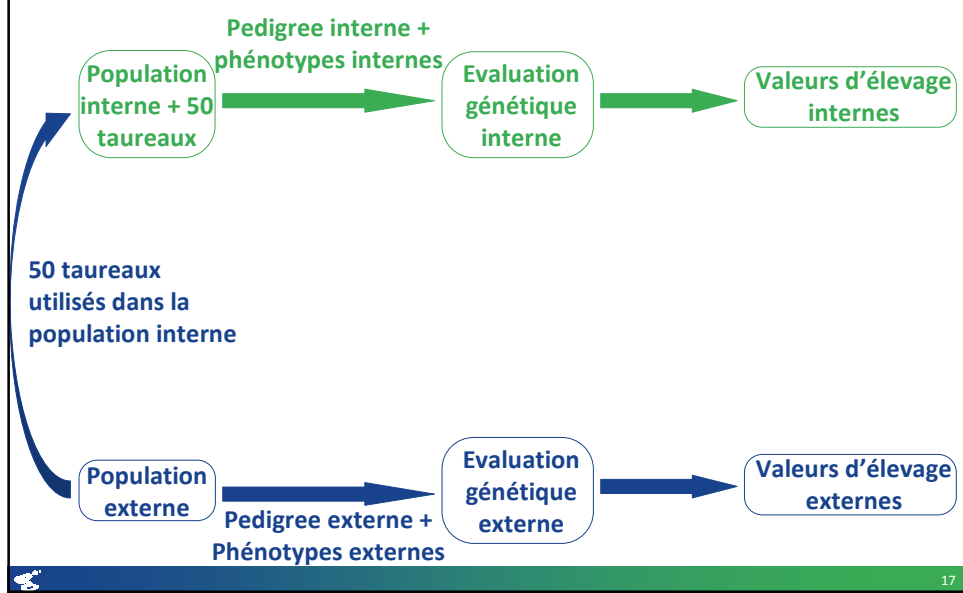 Pedigree interne +
phénotypes internes
Population
interne + 50
taureaux
Evaluation
génétique
interne
Valeurs d'élevage
internes
50 taureaux
utilisés dans la
population interne
Population
externe
Pedigree externe +
Phénotypes externes
Evaluation
génétique
externe
Valeurs d'élevage
externes
17